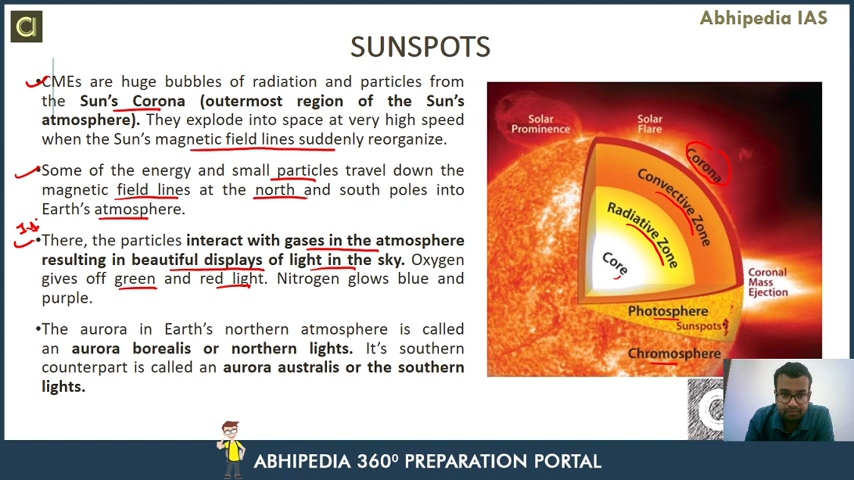 Abhipedia IAS
SUNSPOTS
•CMEs are huge bubbles of radiation and particles from
the Sun's Corona (outermost region of the Sun's
atmosphere). They explode into space at very high speed
when the Sun's magnetic field lines suddenly reorganize.
•Some of the energy and small particles travel down the
magnetic field lines at the north and south poles into
Earth's atmosphere.
•There, the particles interact with gases in the atmosphere
resulting in beautiful displays of light in the sky. Oxygen
gives off green and red light. Nitrogen glows blue and
purple.
•The aurora in Earth's northern atmosphere is called
an aurora borealis or northern lights. It's southern
counterpart is called an aurora australis or the southern
lights.
Solar
Prominence
Solar
Flare
Corona
Convective Zone
Radiative Zone
Core
Coronal
Mass
Ejection
Photosphere
Sunspots
Chromosphere
ABHIPEDIA 360⁰ PREPARATION PORTAL